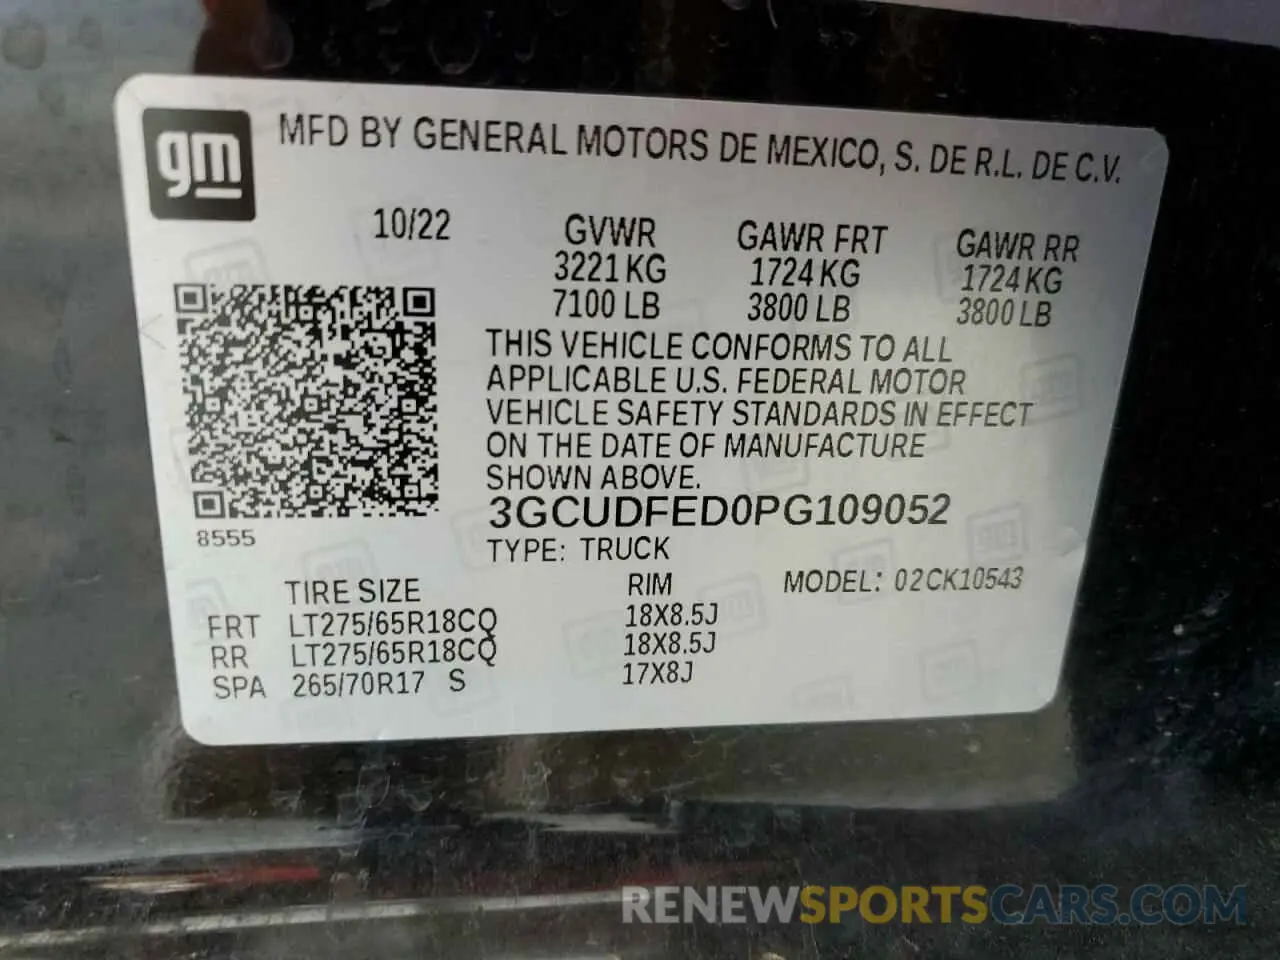 gm
MFD BY GENERAL MOTORS DE MEXICO, S. DE R.L. DE C.V.
10/22 GVWR GAWR FRT GAWR RR
3221 KG 1724 KG 1724 KG
7100 LB 3800 LB 3800 LB
THIS VEHICLE CONFORMS TO ALL
APPLICABLE U.S. FEDERAL MOTOR
VEHICLE SAFETY STANDARDS IN EFFECT
ON THE DATE OF MANUFACTURE
SHOWN ABOVE.
3GCUDFED0PG109052
8555
TYPE: TRUCK
TIRE SIZE RIM MODEL: 02CK10543
FRT LT275/65R18CQ 18X8.5J
RR LT275/65R18CQ 18X8.5J
SPA 265/70R17 S 17X8J
RENEWSPORTSCARS.COM